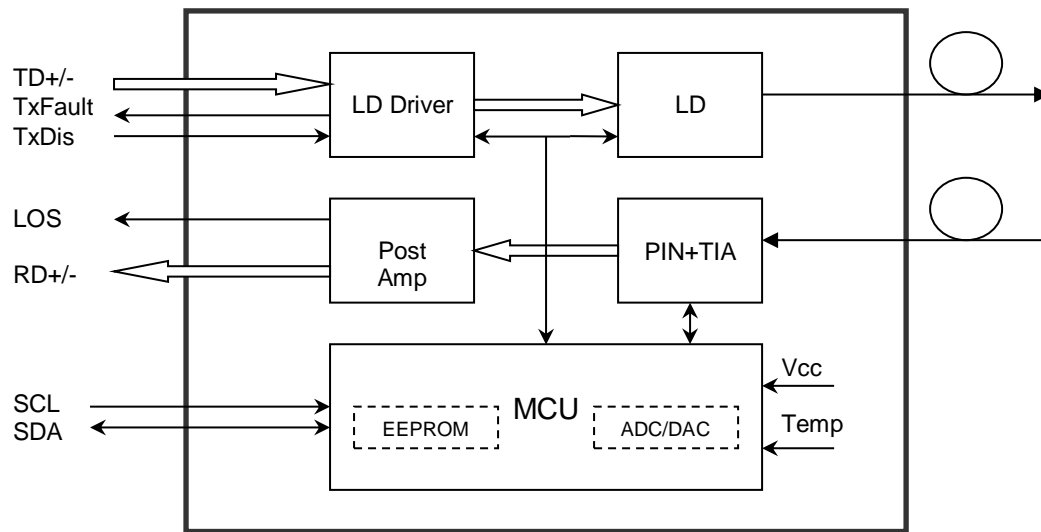 TD+/-
TxFault
TxDis
LD Driver
LD
LOS
RD+/-
Post
Amp
PIN+TIA
SCL
SDA
MCU
EEPROM
ADC/DAC
Vcc
Temp